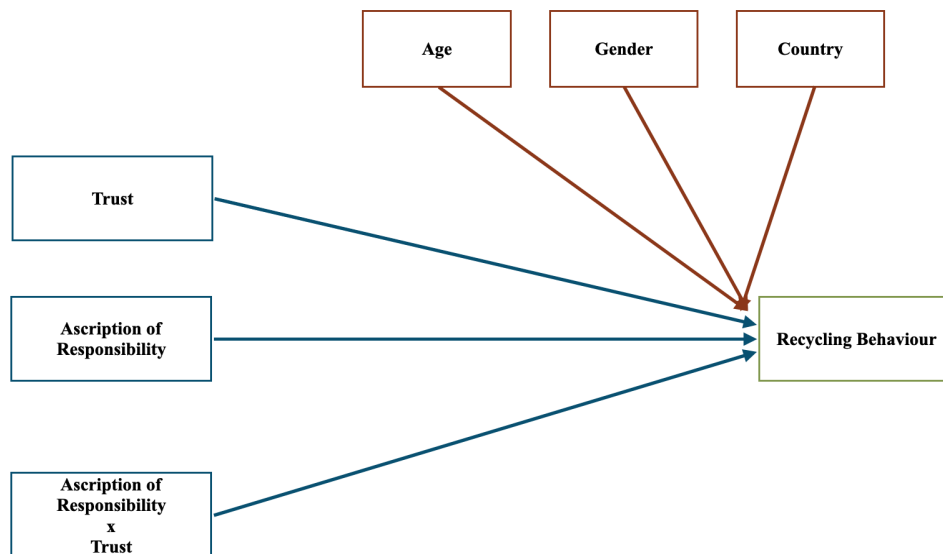 Age
Gender
Country
Trust
Ascription of
Responsibility
Recycling Behaviour
Ascription of
Responsibility
x
Trust